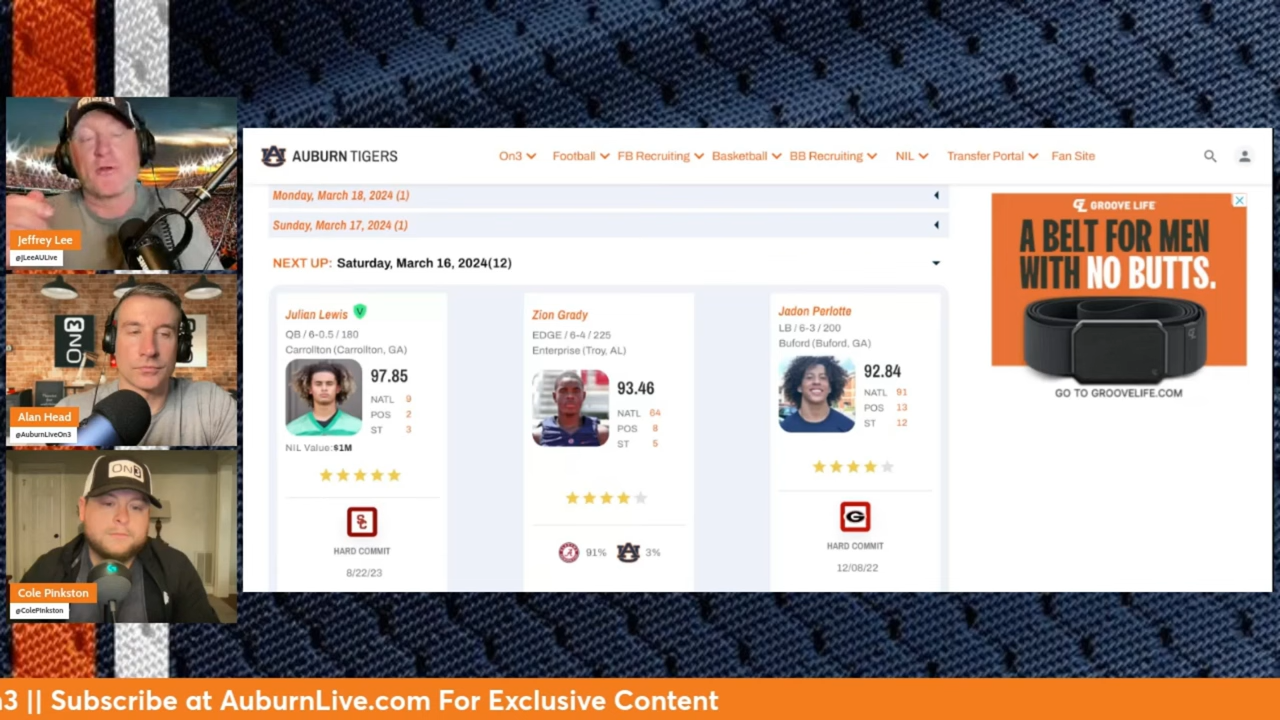 Jeffrey Lee
@JLeeAULive
ON3
Alan Head
@AuburnLiveOn3
ON3
Cole Pinkston
@ColePinkston
AUBURN TIGERS
On3
Football
FB Recruiting
Basketball
BB Recruiting
NIL
Transfer Portal
Fan Site
Monday, March 18, 2024 (1)
Sunday, March 17, 2024 (1)
NEXT UP: Saturday, March 16, 2024(12)
Julian Lewis
QB / 6-0.5 / 180
Carrollton (Carrollton, GA)
97.85
NATL 9
POS 2
ST 3
NIL Value:$1M
SC
HARD COMMIT
8/22/23
Zion Grady
EDGE / 6-4 / 225
Enterprise (Troy, AL)
93.46
NATL 64
POS 8
ST 5
91%
AU
3%
Jadon Perlotte
LB / 6-3 / 200
Buford (Buford, GA)
92.84
NATL 91
POS 13
ST 12
G
HARD COMMIT
12/08/22
GROOVE LIFE
A BELT FOR MEN
WITH NO BUTTS.
GO TO GROOVELIFE.COM
n3 || Subscribe at AuburnLive.com For Exclusive Content